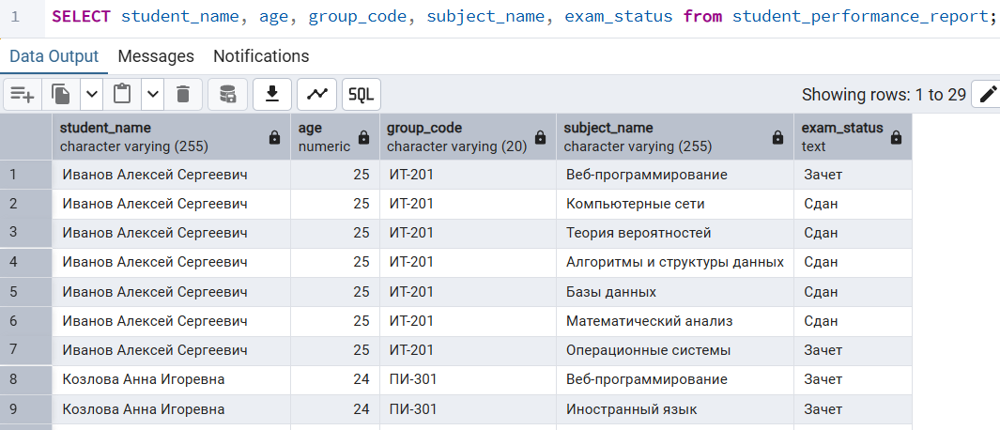 1 SELECT student_name, age, group_code, subject_name, exam_status from student_performance_report;
Data Output Messages Notifications
SQL Showing rows: 1 to 29
student_name age group_code subject_name exam_status
character varying (255) numeric character varying (20) character varying (255) text
1 Иванов Алексей Сергеевич 25 ИТ-201 Веб-программирование Зачет
2 Иванов Алексей Сергеевич 25 ИТ-201 Компьютерные сети Сдан
3 Иванов Алексей Сергеевич 25 ИТ-201 Теория вероятностей Сдан
4 Иванов Алексей Сергеевич 25 ИТ-201 Алгоритмы и структуры данных Сдан
5 Иванов Алексей Сергеевич 25 ИТ-201 Базы данных Сдан
6 Иванов Алексей Сергеевич 25 ИТ-201 Математический анализ Сдан
7 Иванов Алексей Сергеевич 25 ИТ-201 Операционные системы Зачет
8 Козлова Анна Игоревна 24 ПИ-301 Веб-программирование Зачет
9 Козлова Анна Игоревна 24 ПИ-301 Иностранный язык Зачет